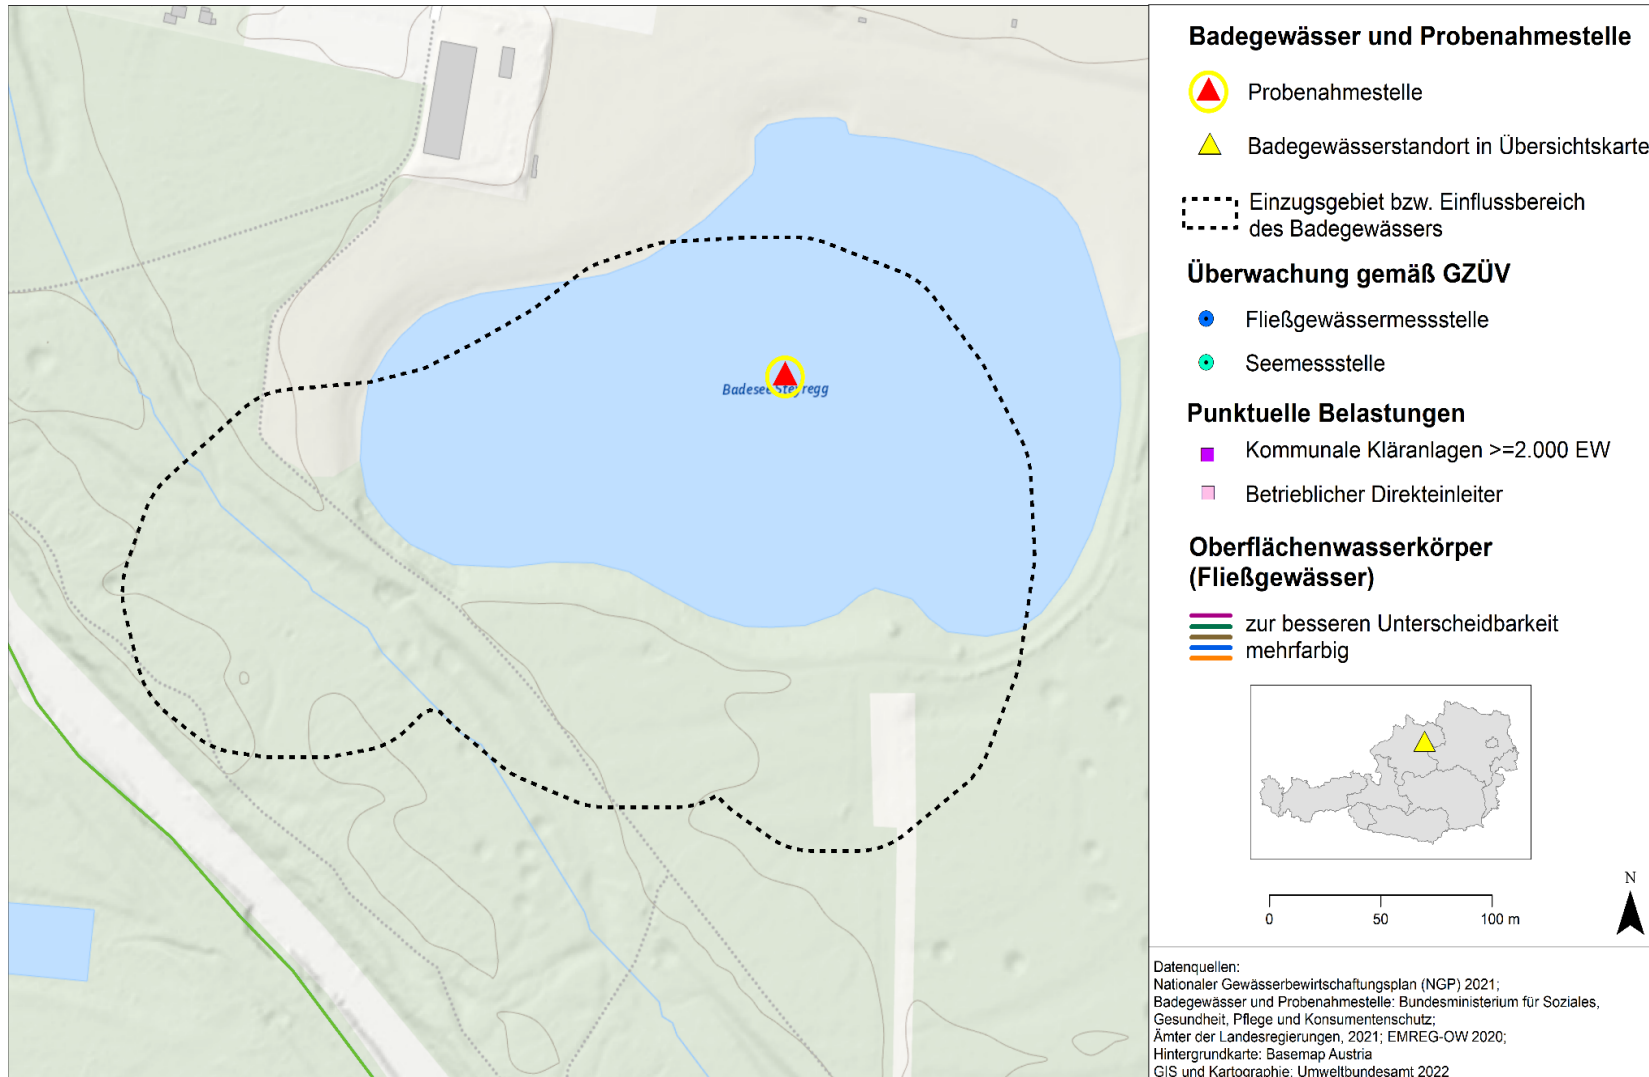 Badesee Steyregg
Badegewässer und Probenahmestelle
Probenahmestelle
Badegewässerstandort in Übersichtskarte
Einzugsgebiet bzw. Einflussbereich
des Badegewässers
Überwachung gemäß GZÜV
Fließgewässermessstelle
Seemessstelle
Punktuelle Belastungen
Kommunale Kläranlagen >=2.000 EW
Betrieblicher Direkteinleiter
Oberflächenwasserkörper
(Fließgewässer)
zur besseren Unterscheidbarkeit
mehrfarbig
N
0 50 100 m
Datenquellen:
Nationaler Gewässerbewirtschaftungsplan (NGP) 2021;
Badegewässer und Probenahmestelle: Bundesministerium für Soziales,
Gesundheit, Pflege und Konsumentenschutz;
Ämter der Landesregierungen, 2021; EMREG-OW 2020;
Hintergrundkarte: Basemap Austria
GIS und Kartographie: Umweltbundesamt 2022